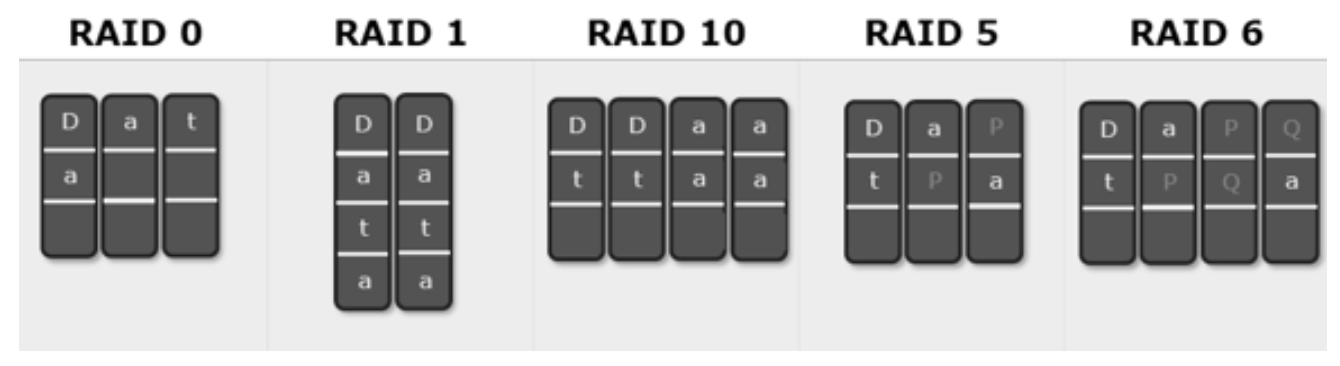 RAID 0 RAID 1 RAID 10 RAID 5 RAID 6
D a t D D D D a a D a P D a P Q
a a a t t a a t P a t P Q a
t t
a a